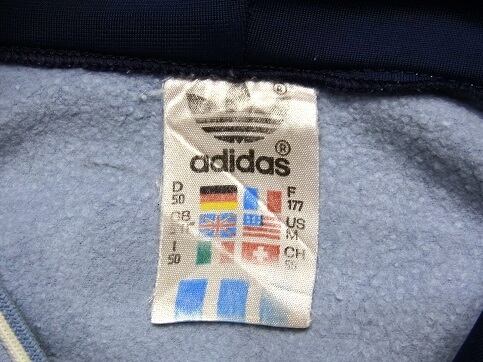 ®
adidas®
D 50 F 177
GB US M
I 50 CH